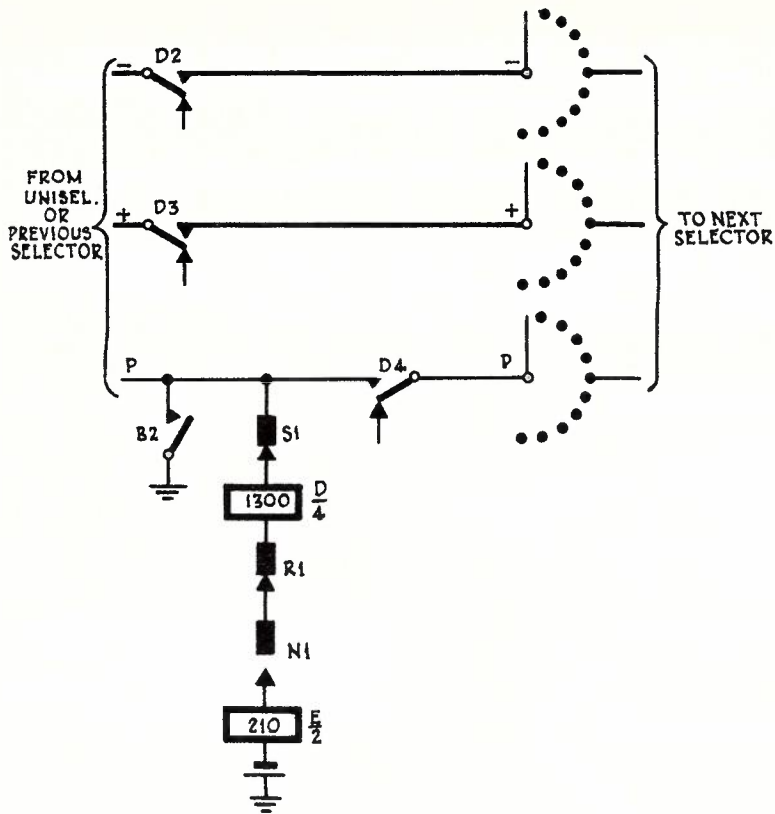 D2
−
−
FROM
UNISEL.
OR
PREVIOUS
SELECTOR
+
D3
+
TO NEXT
SELECTOR
P
D4
P
B2
S1
1300
D/4
R1
N1
210
E/2